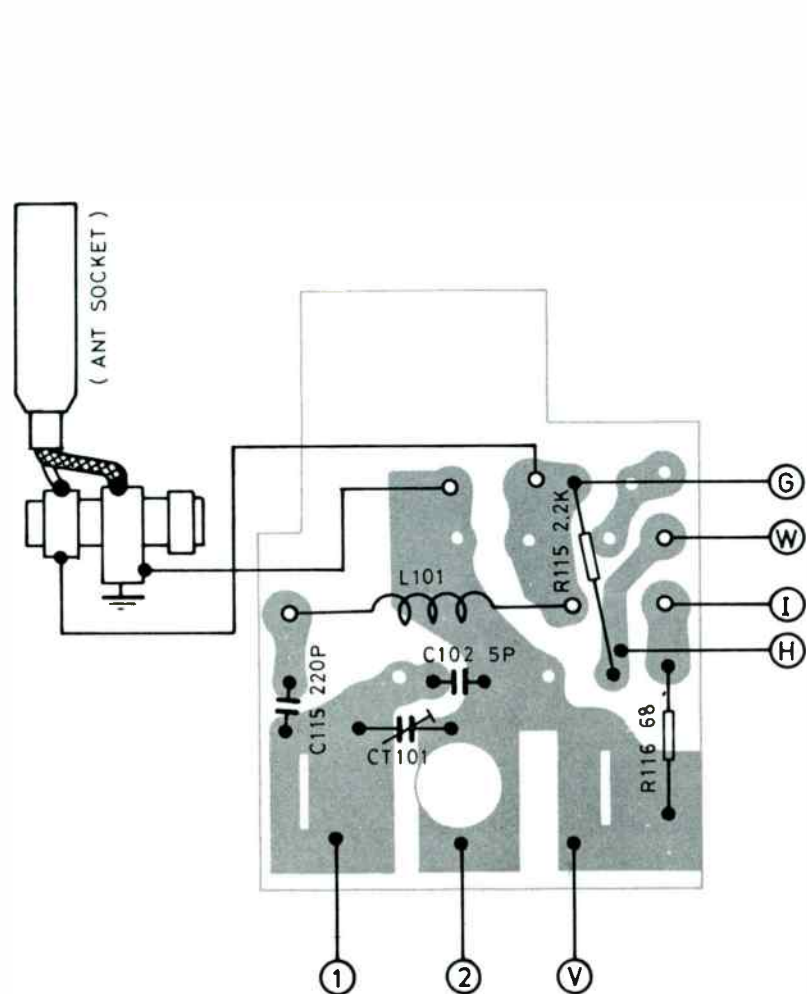 ( ANT SOCKET )
G
R115 2.2K
W
L101
I
C102 5P
H
C115 220P
CT101
R116 68
1
2
V